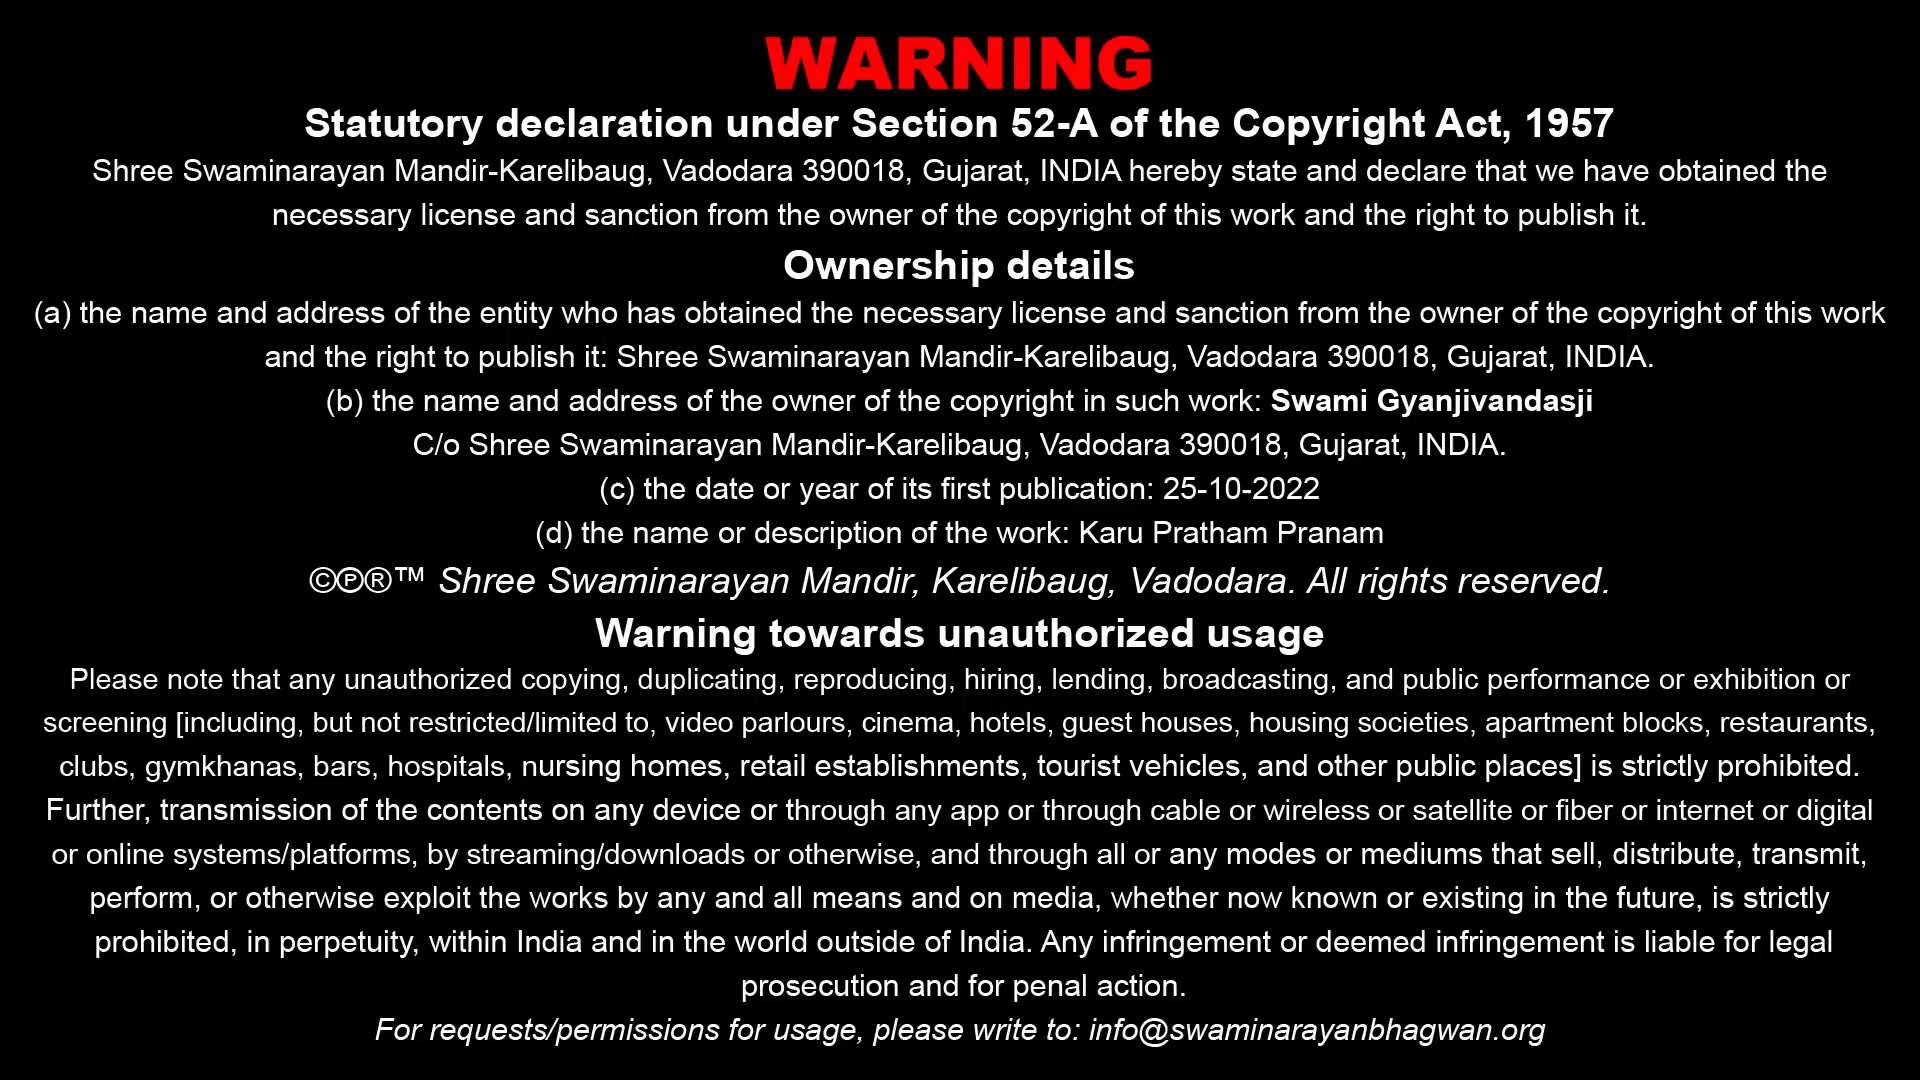 WARNING
Statutory declaration under Section 52-A of the Copyright Act, 1957
Shree Swaminarayan Mandir-Karelibaug, Vadodara 390018, Gujarat, INDIA hereby state and declare that we have obtained the
necessary license and sanction from the owner of the copyright of this work and the right to publish it.
Ownership details
(a) the name and address of the entity who has obtained the necessary license and sanction from the owner of the copyright of this work
and the right to publish it: Shree Swaminarayan Mandir-Karelibaug, Vadodara 390018, Gujarat, INDIA.
(b) the name and address of the owner of the copyright in such work: Swami Gyanjivandasji
C/o Shree Swaminarayan Mandir-Karelibaug, Vadodara 390018, Gujarat, INDIA.
(c) the date or year of its first publication: 25-10-2022
(d) the name or description of the work: Karu Pratham Pranam
©℗®™ Shree Swaminarayan Mandir, Karelibaug, Vadodara. All rights reserved.
Warning towards unauthorized usage
Please note that any unauthorized copying, duplicating, reproducing, hiring, lending, broadcasting, and public performance or exhibition or
screening [including, but not restricted/limited to, video parlours, cinema, hotels, guest houses, housing societies, apartment blocks, restaurants,
clubs, gymkhanas, bars, hospitals, nursing homes, retail establishments, tourist vehicles, and other public places] is strictly prohibited.
Further, transmission of the contents on any device or through any app or through cable or wireless or satellite or fiber or internet or digital
or online systems/platforms, by streaming/downloads or otherwise, and through all or any modes or mediums that sell, distribute, transmit,
perform, or otherwise exploit the works by any and all means and on media, whether now known or existing in the future, is strictly
prohibited, in perpetuity, within India and in the world outside of India. Any infringement or deemed infringement is liable for legal
prosecution and for penal action.
For requests/permissions for usage, please write to: info@swaminarayanbhagwan.org